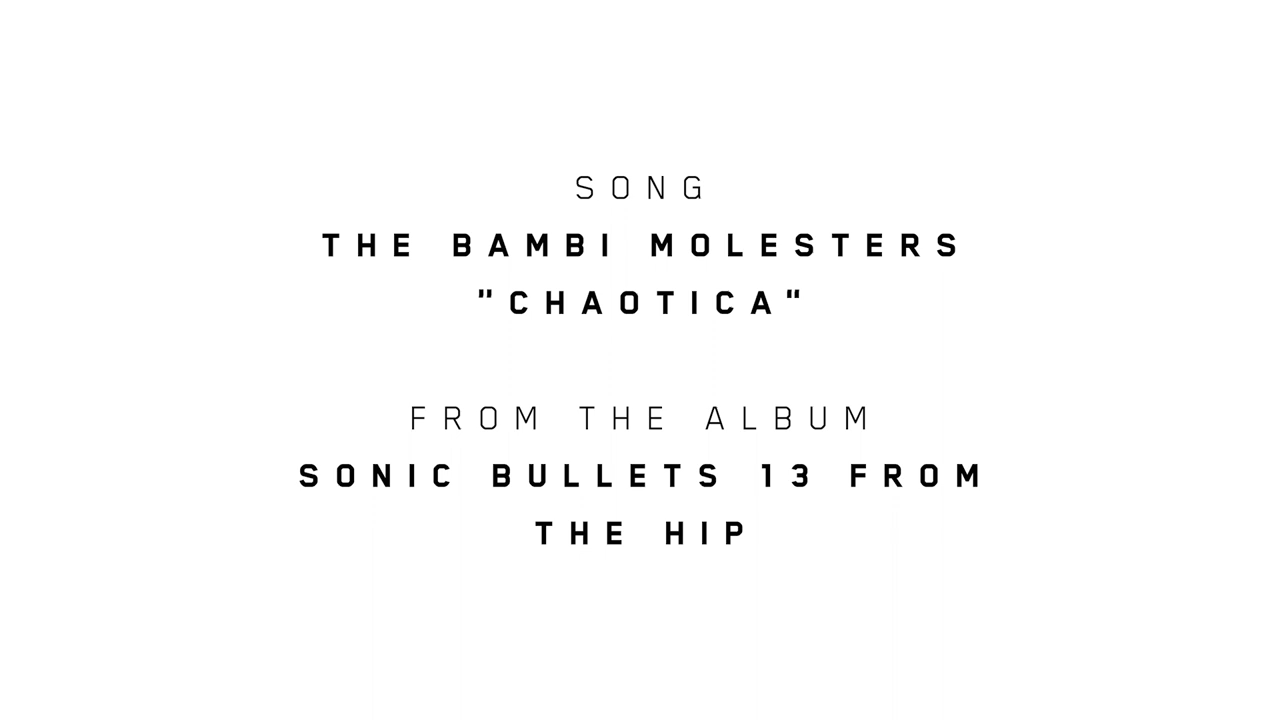 SONG
THE BAMBI MOLESTERS
"CHAOTICA"
FROM THE ALBUM
SONIC BULLETS 13 FROM
THE HIP